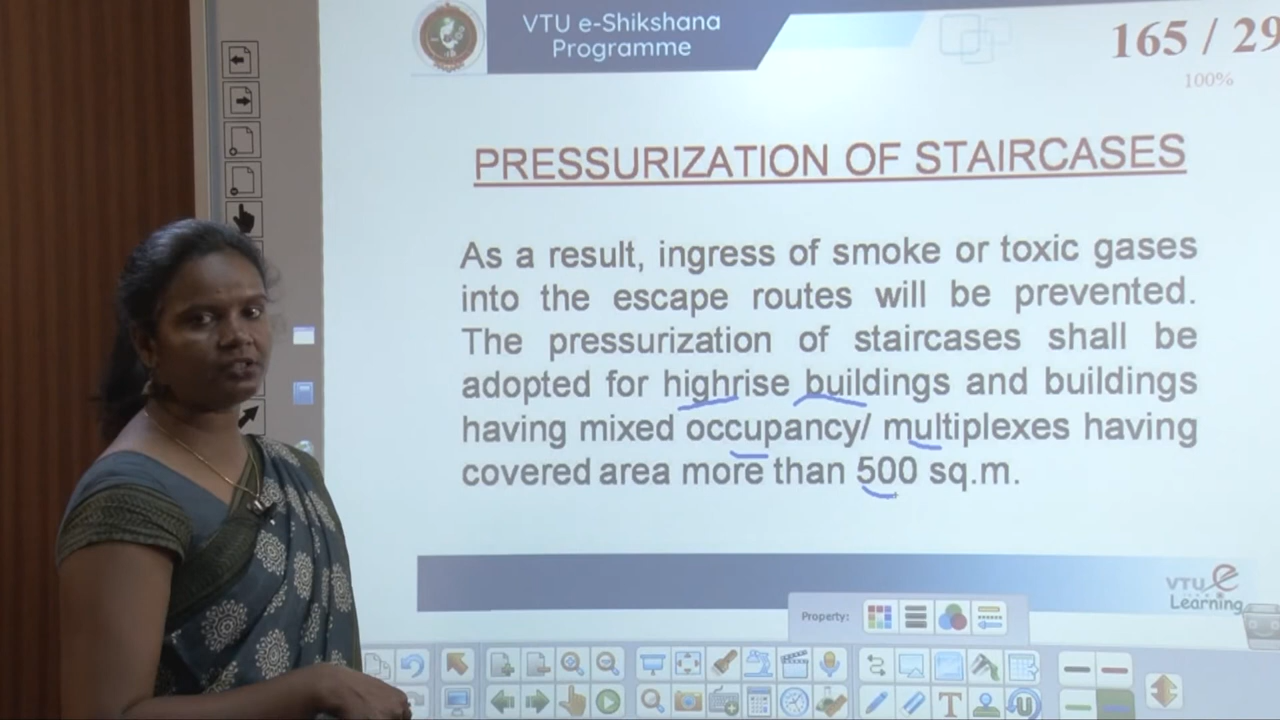 VTU e-Shikshana
Programme
165 / 29
100%
PRESSURIZATION OF STAIRCASES
As a result, ingress of smoke or toxic gases
into the escape routes will be prevented.
The pressurization of staircases shall be
adopted for highrise buildings and buildings
having mixed occupancy/ multiplexes having
covered area more than 500 sq.m.
VTU e
Learning
Property: